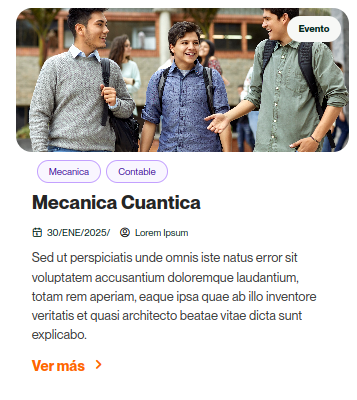 Evento
Mecanica
Contable
Mecanica Cuantica
30/ENE/2025/ Lorem Ipsum
Sed ut perspiciatis unde omnis iste natus error sit
voluptatem accusantium doloremque laudantium,
totam rem aperiam, eaque ipsa quae ab illo inventore
veritatis et quasi architecto beatae vitae dicta sunt
explicabo.
Ver más